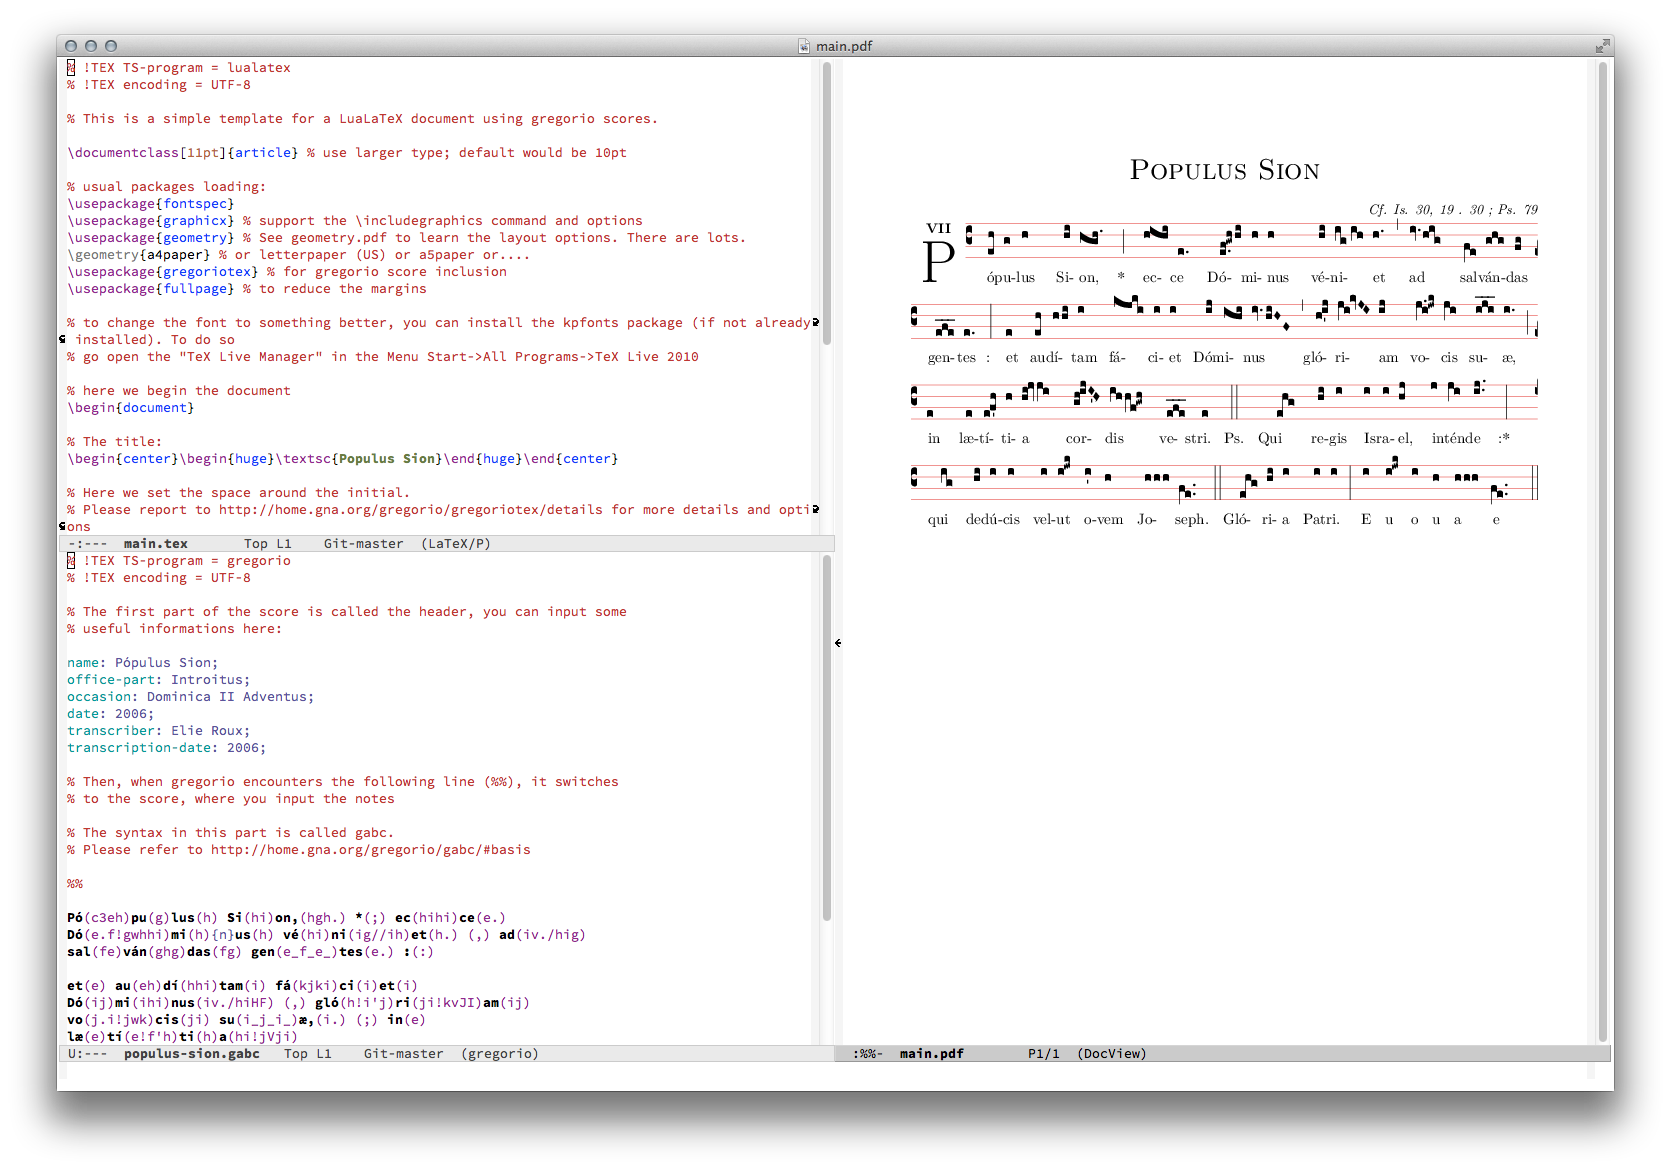 main.pdf
% !TEX TS-program = lualatex
% !TEX encoding = UTF-8
% This is a simple template for a LuaLaTeX document using gregorio scores.
\documentclass[11pt]{article} % use larger type; default would be 10pt
% usual packages loading:
\usepackage{fontspec}
\usepackage{graphicx} % support the \includegraphics command and options
\usepackage{geometry} % See geometry.pdf to learn the layout options. There are lots.
\geometry{a4paper} % or letterpaper (US) or a5paper or....
\usepackage{gregoriotex} % for gregorio score inclusion
\usepackage{fullpage} % to reduce the margins
% to change the font to something better, you can install the kpfonts package (if not already
installed). To do so
% go open the "TeX Live Manager" in the Menu Start->All Programs->TeX Live 2010
% here we begin the document
\begin{document}
% The title:
\begin{center}\begin{huge}\textsc{Populus Sion}\end{huge}\end{center}
% Here we set the space around the initial.
% Please report to http://home.gna.org/gregorio/gregoriotex/details for more details and opti
ons
-:--- main.tex Top L1 Git-master (LaTeX/P)
% !TEX TS-program = gregorio
% !TEX encoding = UTF-8
% The first part of the score is called the header, you can input some
% useful informations here:
name: Pópulus Sion;
office-part: Introitus;
occasion: Dominica II Adventus;
date: 2006;
transcriber: Elie Roux;
transcription-date: 2006;
% Then, when gregorio encounters the following line (%%), it switches
% to the score, where you input the notes
% The syntax in this part is called gabc.
% Please refer to http://home.gna.org/gregorio/gabc/#basis
%%
Pó(c3eh)pu(g)lus(h) Si(hi)on,(hgh.) *(;) ec(hihi)ce(e.)
Dó(e.f!gwhhi)mi(h){n}us(h) vé(hi)ni(ig//ih)et(h.) (,) ad(iv./hig)
sal(fe)ván(ghg)das(fg) gen(e_f_e_)tes(e.) :(:)
et(e) au(eh)dí(hhi)tam(i) fá(kjki)ci(i)et(i)
Dó(ij)mi(ihi)nus(iv./hiHF) (,) gló(h!i'j)ri(ji!kvJI)am(ij)
vo(j.i!jwk)cis(ji) su(i_j_i_)æ,(i.) (;) in(e)
læ(e)tí(e!f'h)ti(h)a(hi!jVji)
U:--- populus-sion.gabc Top L1 Git-master (gregorio)
Populus Sion
Cf. Is. 30, 19 . 30 ; Ps. 79
VII
Pópu-lus Si- on, * ec- ce Dó- mi- nus vé-ni- et ad salván-das
gen-tes : et audí- tam fá- ci- et Dómi- nus gló- ri- am vo- cis su- æ,
in læ-tí- ti- a cor- dis ve- stri. Ps. Qui re-gis Isra- el, inténde :*
qui dedú-cis vel-ut o-vem Jo- seph. Gló- ri- a Patri. E u o u a e
:%%- main.pdf P1/1 (DocView)